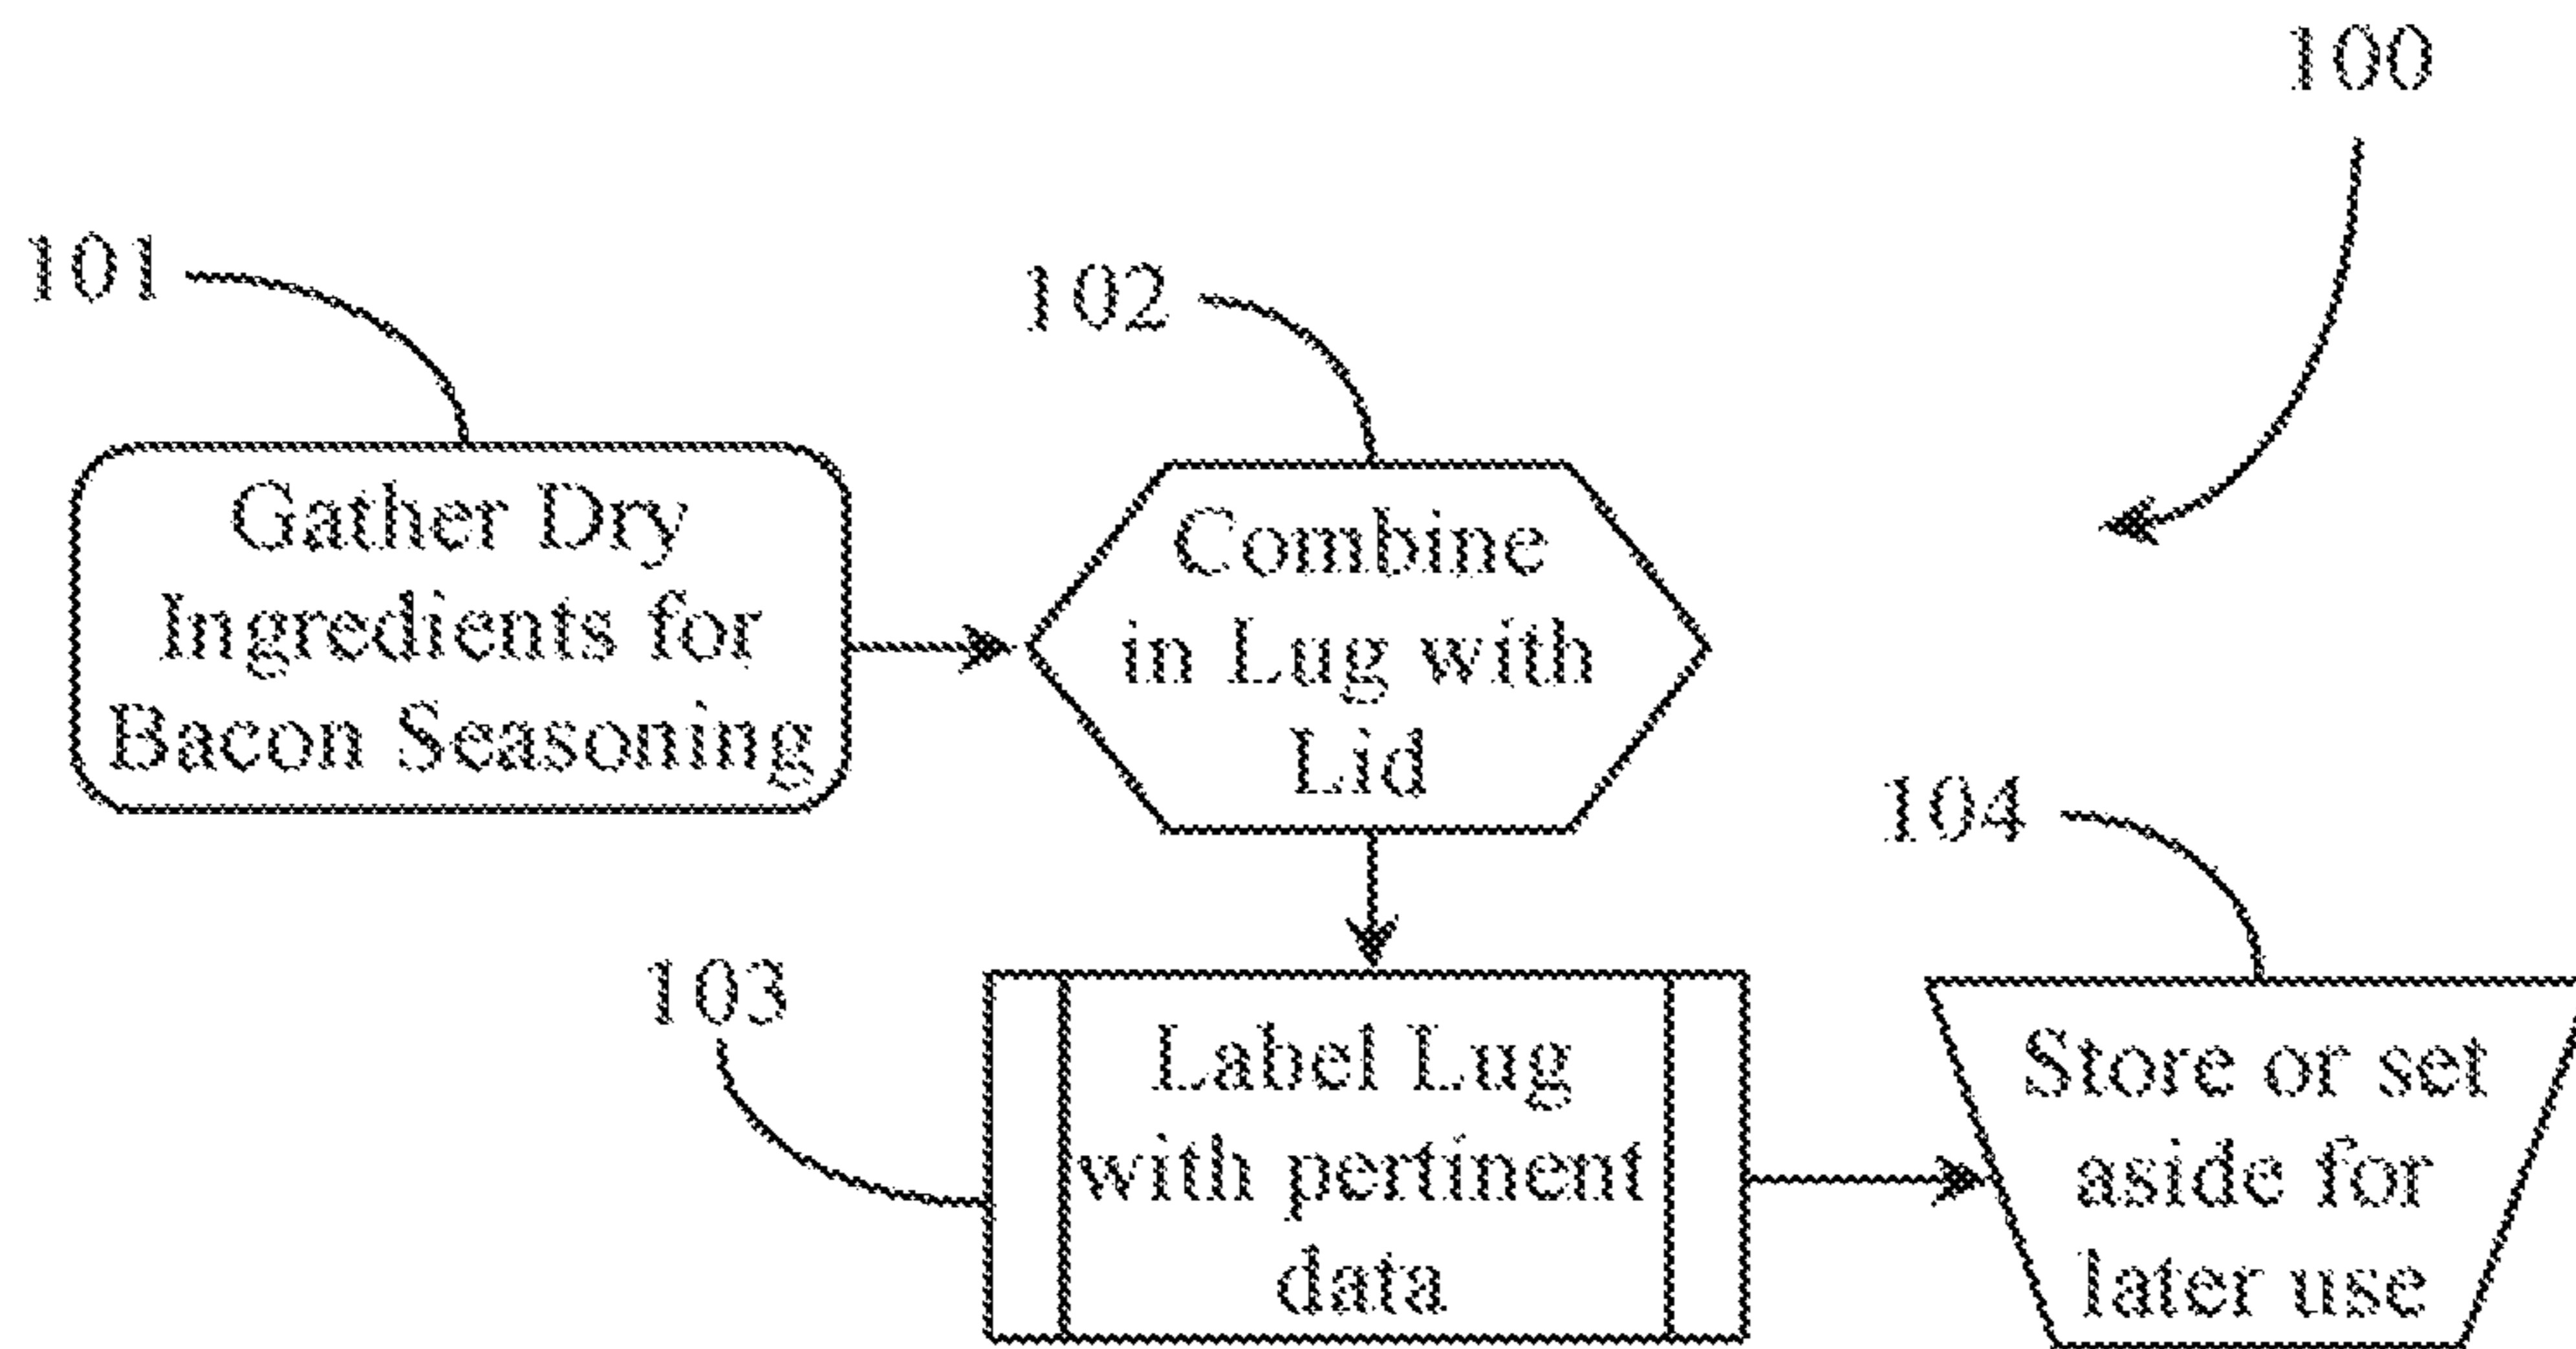 100
101
Gather Dry
Ingredients for
Bacon Seasoning
102
Combine
in Lug with
Lid
103
Label Lug
with pertinent
data
104
Store or set
aside for
later use